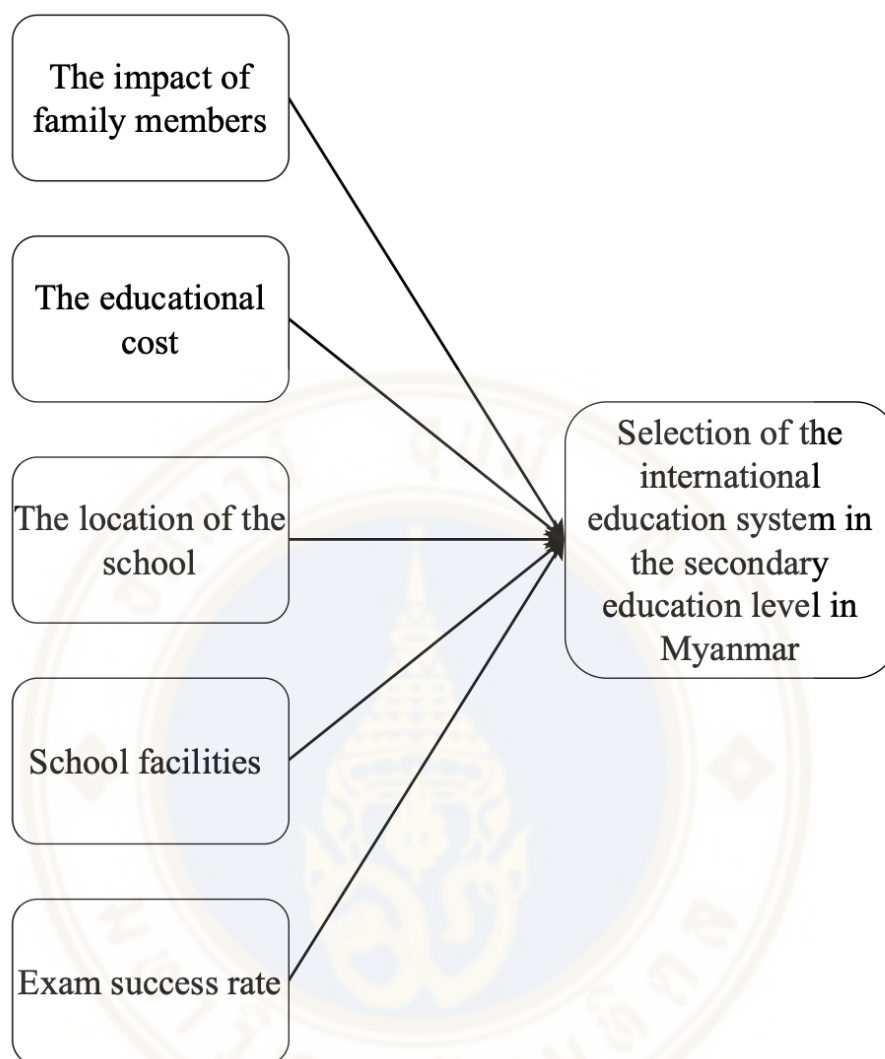 The impact of
family members
The educational
cost
The location of the
school
School facilities
Exam success rate
Selection of the
international
education system in
the secondary
education level in
Myanmar